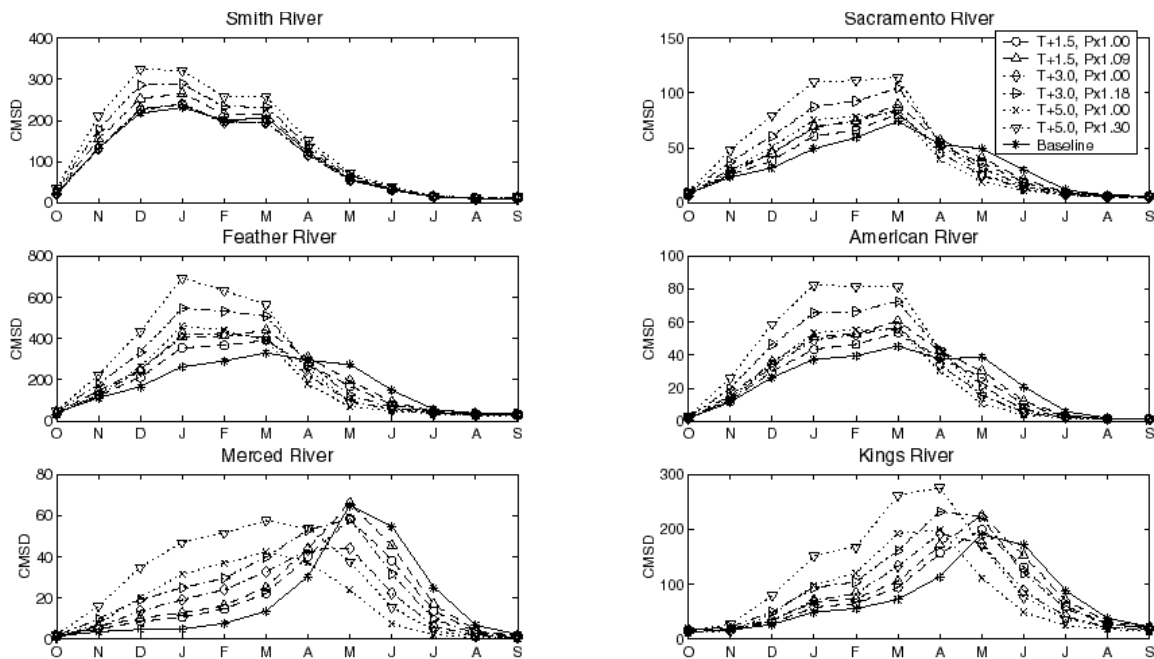 Smith River
400
300
200
100
0
CMSD
O N D J F M A M J J A S
Sacramento River
150
100
50
0
CMSD
O N D J F M A M J J A S
T+1.5, Px1.00
T+1.5, Px1.09
T+3.0, Px1.00
T+3.0, Px1.18
T+5.0, Px1.00
T+5.0, Px1.30
Baseline
Feather River
800
600
400
200
0
CMSD
O N D J F M A M J J A S
American River
100
80
60
40
20
0
CMSD
O N D J F M A M J J A S
Merced River
80
60
40
20
0
CMSD
O N D J F M A M J J A S
Kings River
300
200
100
0
CMSD
O N D J F M A M J J A S